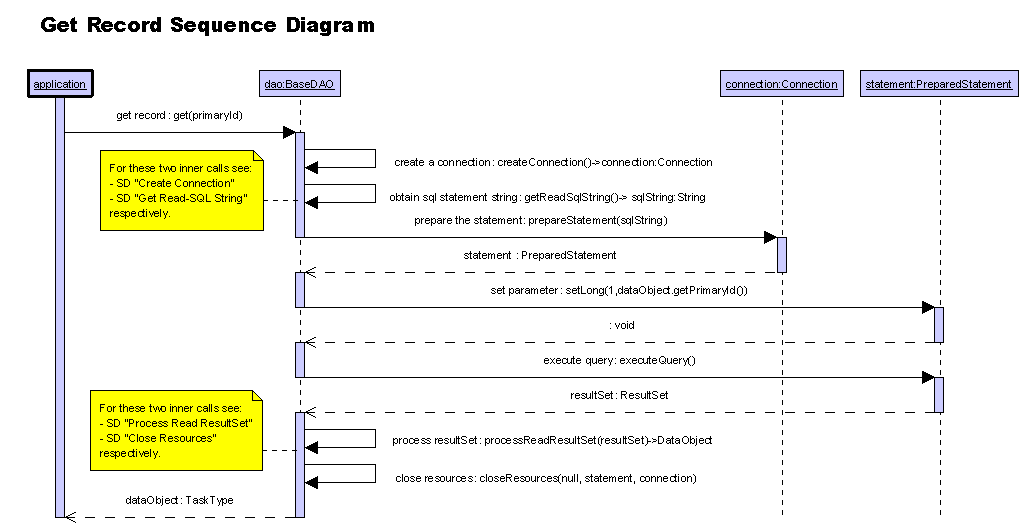 Get Record Sequence Diagram
application
dao:BaseDAO
connection:Connection
statement:PreparedStatement
get record : get(primaryId)
create a connection : createConnection()->connection:Connection
For these two inner calls see:
- SD "Create Connection"
- SD "Get Read-SQL String"
respectively.
obtain sql statement string: getReadSqlString()-> sqlString:String
prepare the statement: prepareStatement(sqlString)
statement : PreparedStatement
set parameter: setLong(1,dataObject.getPrimaryId())
: void
execute query: executeQuery()
resultSet: ResultSet
For these two inner calls see:
- SD "Process Read ResultSet"
- SD "Close Resources"
respectively.
process resultSet: processReadResultSet(resultSet)->DataObject
close resources: closeResources(null, statement, connection)
dataObject: TaskType